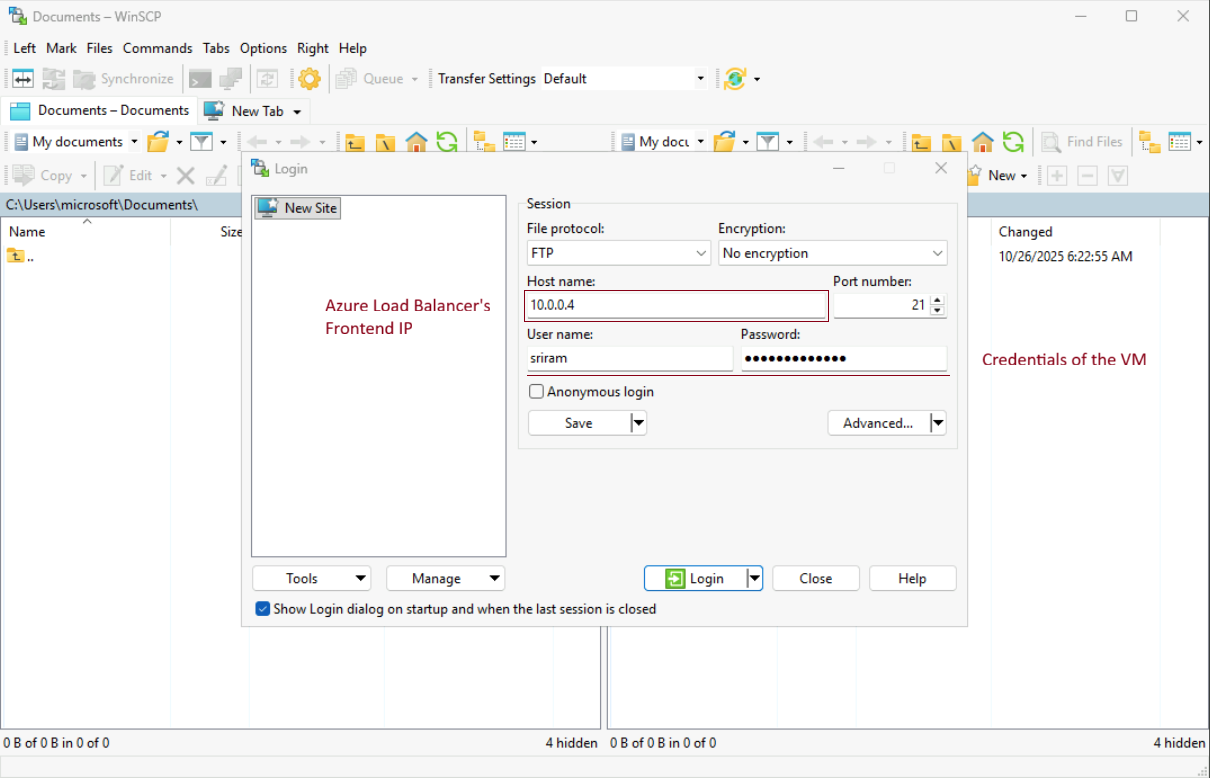 Documents – WinSCP
Left Mark Files Commands Tabs Options Right Help
Synchronize Queue Transfer Settings Default
Documents – Documents New Tab
My documents My docu Find Files
Copy Edit New
C:\Users\microsoft\Documents\
Name Size Changed
.. 10/26/2025 6:22:55 AM
Login
New Site
Session
File protocol: Encryption:
FTP No encryption
Host name: Port number:
10.0.0.4 21
Azure Load Balancer's
Frontend IP
User name: Password:
sriram ●●●●●●●●●●●●●
Credentials of the VM
Anonymous login
Save Advanced...
Tools Manage Login Close Help
Show Login dialog on startup and when the last session is closed
0 B of 0 B in 0 of 0 4 hidden 0 B of 0 B in 0 of 0 4 hidden